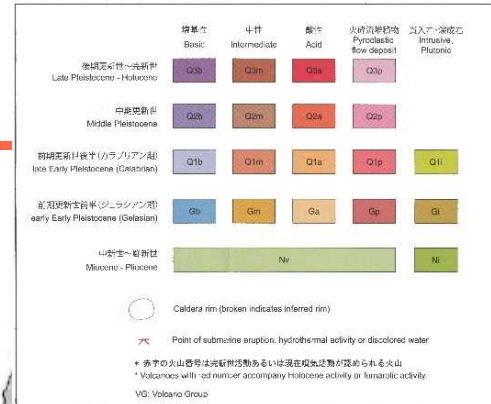 塩基性 中性 酸性 火砕流堆積物 貫入岩・深成岩
Basic Intermediate Acid Pyroclastic flow deposit Intrusive, Plutonic
後期更新世～完新世
Late Pleistocene - Holocene
Q3b Q3m Q3a Q3p
中期更新世
Middle Pleistocene
Q2b Q2m Q2a Q2p
前期更新世後半(カラブリアン期)
late Early Pleistocene (Calabrian)
Q1b Q1m Q1a Q1p Q1i
前期更新世前半(ジェラシアン期)
early Early Pleistocene (Gelasian)
Gb Gm Ga Gp Gi
中新世～鮮新世
Miocene - Pliocene
Nv Ni
Caldera rim (broken indicates inferred rim)
Point of submarine eruption, hydrothermal activity or discolored water
* 赤字の火山番号は完新世活動あるいは現在噴気活動が認められる火山
* Volcanoes with red number accompany Holocene activity or fumarolic activity.
VG: Volcano Group